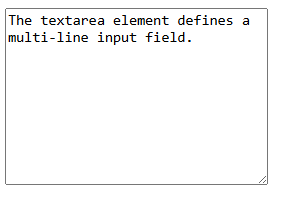 The textarea element defines a
multi-line input field.